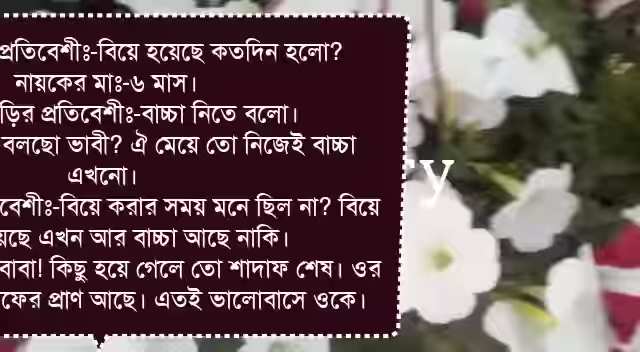 প্রতিবেশীঃ-বিয়ে হয়েছে কতদিন হলো?
নায়কের মাঃ-৬ মাস।
প্রতিবেশীঃ-বাচ্চা নিতে বলো।
বলছো ভাবী? ঐ মেয়ে তো নিজেই বাচ্চা
এখনো।
-বিয়ে করার সময় মনে ছিল না? বিয়ে
এখন আর বাচ্চা আছে নাকি।
বাবা! কিছু হয়ে গেলে তো শাদাফ শেষ। ওর
প্রাণ আছে। এতই ভালোবাসে ওকে।